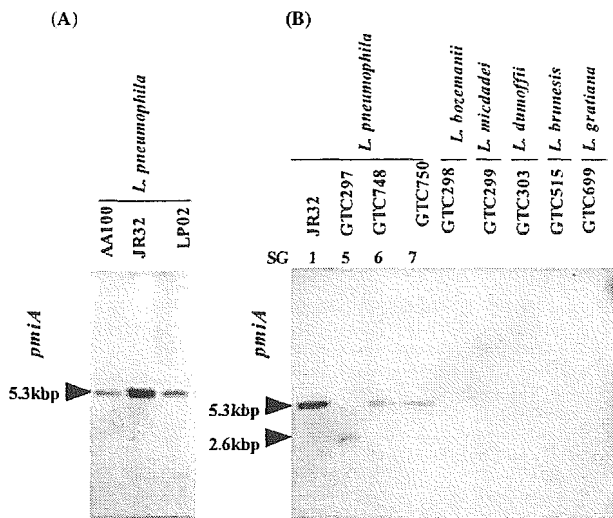 (A)
L. pneumophila
AA100
JR32
LP02
pmiA
5.3kbp
(B)
L. pneumophila
L. bozemanii
L. micdadei
L. dumoffii
L. brunesis
L. gratiana
JR32
GTC297
GTC748
GTC750
GTC298
GTC299
GTC303
GTC515
GTC699
SG 1 5 6 7
pmiA
5.3kbp
2.6kbp